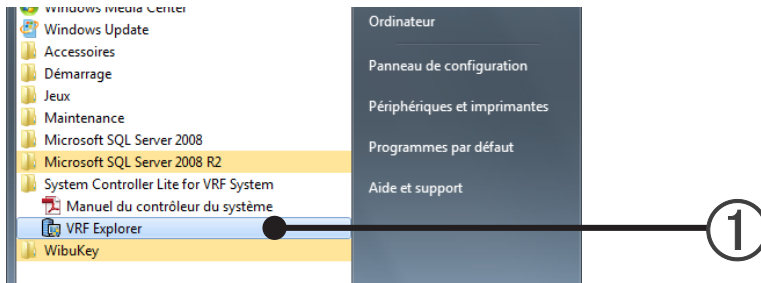 Windows Media Center
Windows Update
Accessoires
Démarrage
Jeux
Maintenance
Microsoft SQL Server 2008
Microsoft SQL Server 2008 R2
System Controller Lite for VRF System
Manuel du contrôleur du système
VRF Explorer
WibuKey
Ordinateur
Panneau de configuration
Périphériques et imprimantes
Programmes par défaut
Aide et support
①